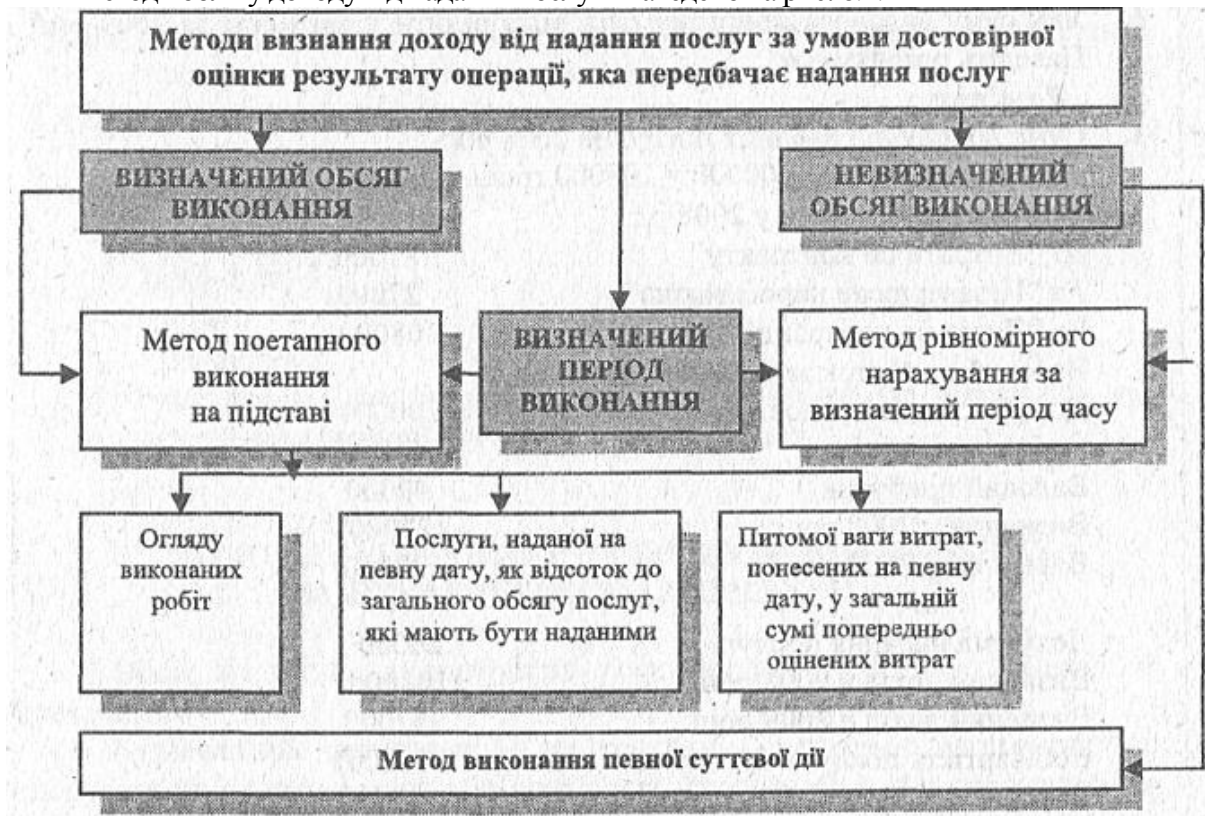 Методи визнання доходу від надання послуг за умови достовірної
оцінки результату операції, яка передбачає надання послуг
ВИЗНАЧЕНИЙ ОБСЯГ
ВИКОНАННЯ
НЕВИЗНАЧЕНИЙ
ОБСЯГ ВИКОНАННЯ
Метод поетапного
виконання
на підставі
ВИЗНАЧЕНИЙ
ПЕРІОД
ВИКОНАННЯ
Метод рівномірного
нарахування за
визначений період часу
Огляду
виконаних
робіт
Послуги, наданої на
певну дату, як відсоток до
загального обсягу послуг,
які мають бути наданими
Питомої ваги витрат,
понесених на певну
дату, у загальній
сумі попередньо
оцінених витрат
Метод виконання певної суттєвої дії